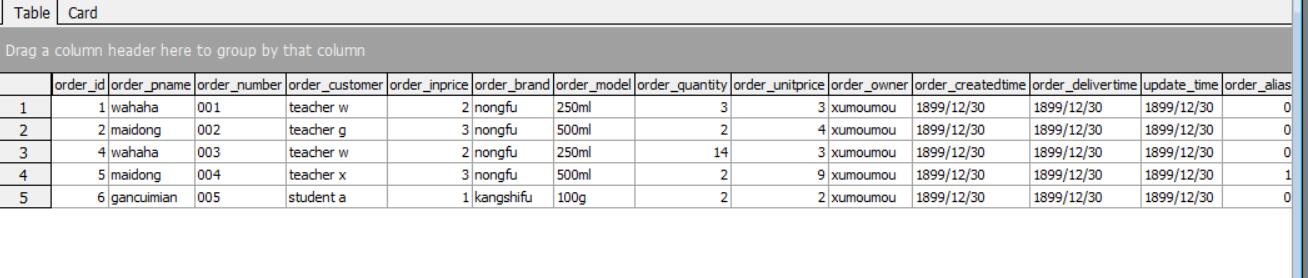 Table Card
Drag a column header here to group by that column
order_id order_pname order_number order_customer order_inprice order_brand order_model order_quantity order_unitprice order_owner order_createdtime order_delivertime update_time order_alias
1 1 wahaha 001 teacher w 2 nongfu 250ml 3 3 xumoumou 1899/12/30 1899/12/30 1899/12/30 0
2 2 maidong 002 teacher g 3 nongfu 500ml 2 4 xumoumou 1899/12/30 1899/12/30 1899/12/30 0
3 4 wahaha 003 teacher w 2 nongfu 250ml 14 3 xumoumou 1899/12/30 1899/12/30 1899/12/30 0
4 5 maidong 004 teacher x 3 nongfu 500ml 2 9 xumoumou 1899/12/30 1899/12/30 1899/12/30 1
5 6 gancuimian 005 student a 1 kangshifu 100g 2 2 xumoumou 1899/12/30 1899/12/30 1899/12/30 0